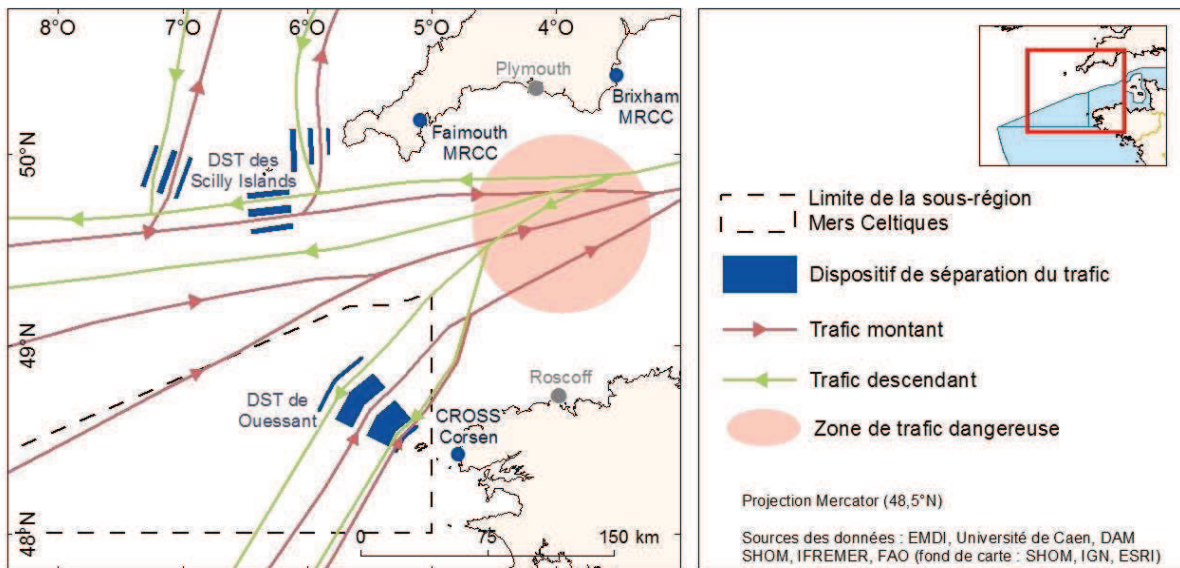 8°O 7°O 6°O 5°O 4°O
Plymouth
Brixham
MRCC
Faimouth
MRCC
50°N
DST des
Scilly Islands
49°N
Roscoff
DST de
Ouessant
CROSS
Corsen
48°N
0 75 150 km
Limite de la sous-région
Mers Celtiques
Dispositif de séparation du trafic
Trafic montant
Trafic descendant
Zone de trafic dangereuse
Projection Mercator (48,5°N)
Sources des données : EMDI, Université de Caen, DAM
SHOM, IFREMER, FAO (fond de carte : SHOM, IGN, ESRI)